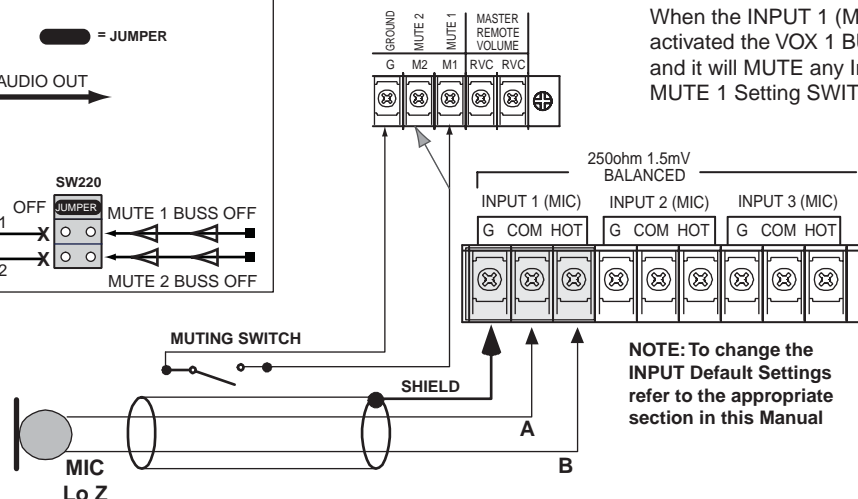 = JUMPER
AUDIO OUT
SW220
OFF
JUMPER
MUTE 1 BUSS OFF
1
2
MUTE 2 BUSS OFF
GROUND
MUTE 2
MUTE 1
MASTER
REMOTE
VOLUME
G M2 M1 RVC RVC
When the INPUT 1 (M
activated the VOX 1 BU
and it will MUTE any In
MUTE 1 Setting SWIT
250ohm 1.5mV
BALANCED
INPUT 1 (MIC) INPUT 2 (MIC) INPUT 3 (MIC)
G COM HOT G COM HOT G COM HOT
MUTING SWITCH
SHIELD
NOTE: To change the
INPUT Default Settings
refer to the appropriate
section in this Manual
A
B
MIC
Lo Z